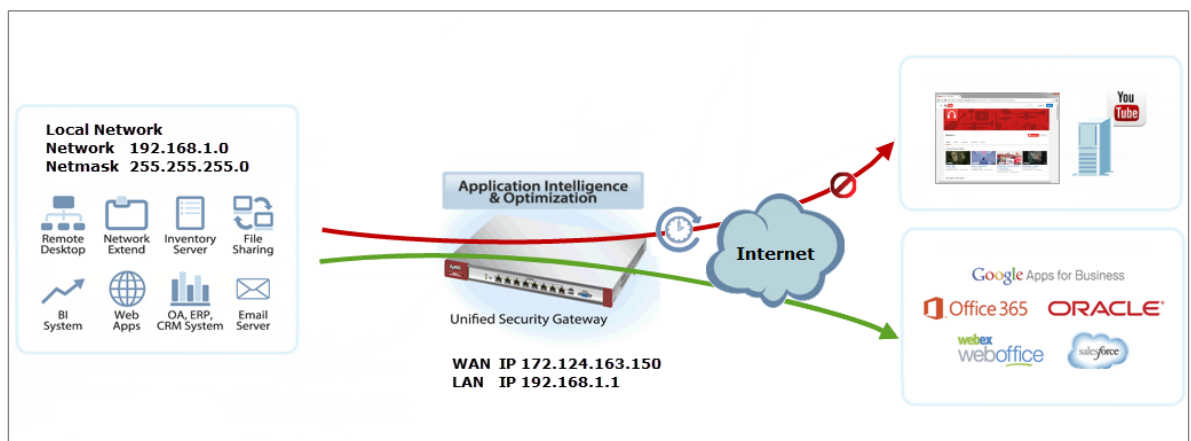 Local Network
Network 192.168.1.0
Netmask 255.255.255.0
Remote Desktop
Network Extend
Inventory Server
File Sharing
BI System
Web Apps
OA, ERP, CRM System
Email Server
Application Intelligence
& Optimization
ZyXEL
Unified Security Gateway
WAN IP 172.124.163.150
LAN IP 192.168.1.1
Internet
You
Tube
Google Apps for Business
Office 365
ORACLE
webex
weboffice
salesforce